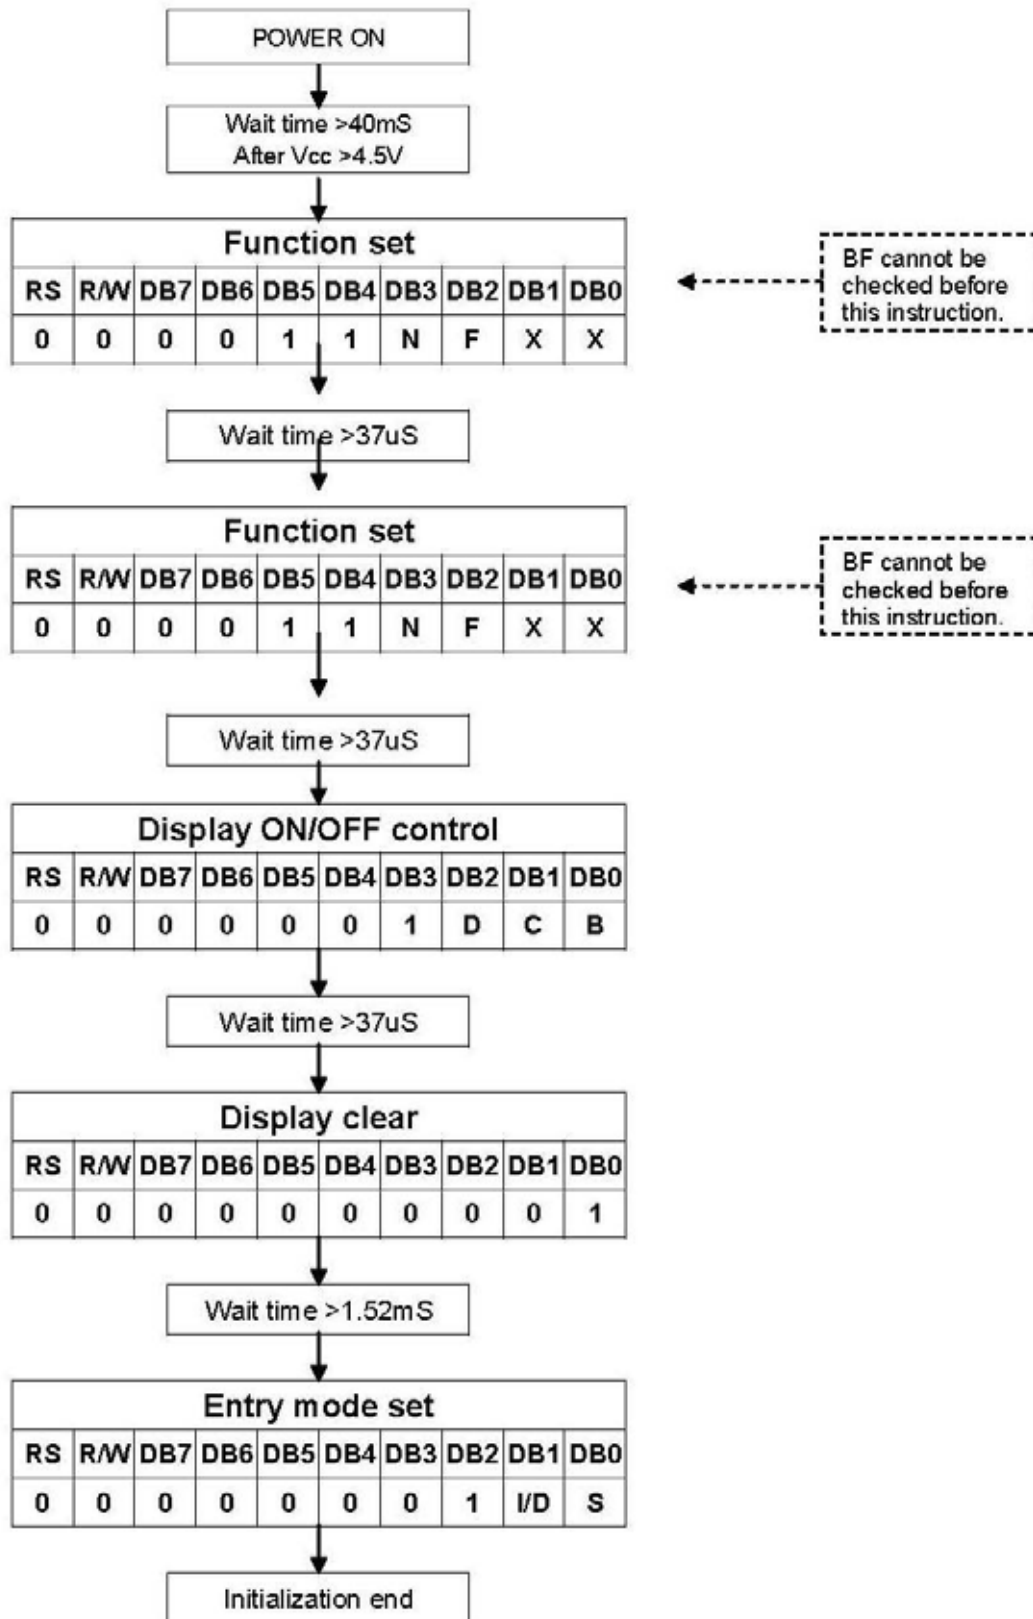 POWER ON
Wait time >40mS
After Vcc >4.5V
Function set
RS R/W DB7 DB6 DB5 DB4 DB3 DB2 DB1 DB0
0 0 0 0 1 1 N F X X
BF cannot be
checked before
this instruction.
Wait time >37uS
Function set
RS R/W DB7 DB6 DB5 DB4 DB3 DB2 DB1 DB0
0 0 0 0 1 1 N F X X
BF cannot be
checked before
this instruction.
Wait time >37uS
Display ON/OFF control
RS R/W DB7 DB6 DB5 DB4 DB3 DB2 DB1 DB0
0 0 0 0 0 0 1 D C B
Wait time >37uS
Display clear
RS R/W DB7 DB6 DB5 DB4 DB3 DB2 DB1 DB0
0 0 0 0 0 0 0 0 0 1
Wait time >1.52mS
Entry mode set
RS R/W DB7 DB6 DB5 DB4 DB3 DB2 DB1 DB0
0 0 0 0 0 0 0 1 I/D S
Initialization end